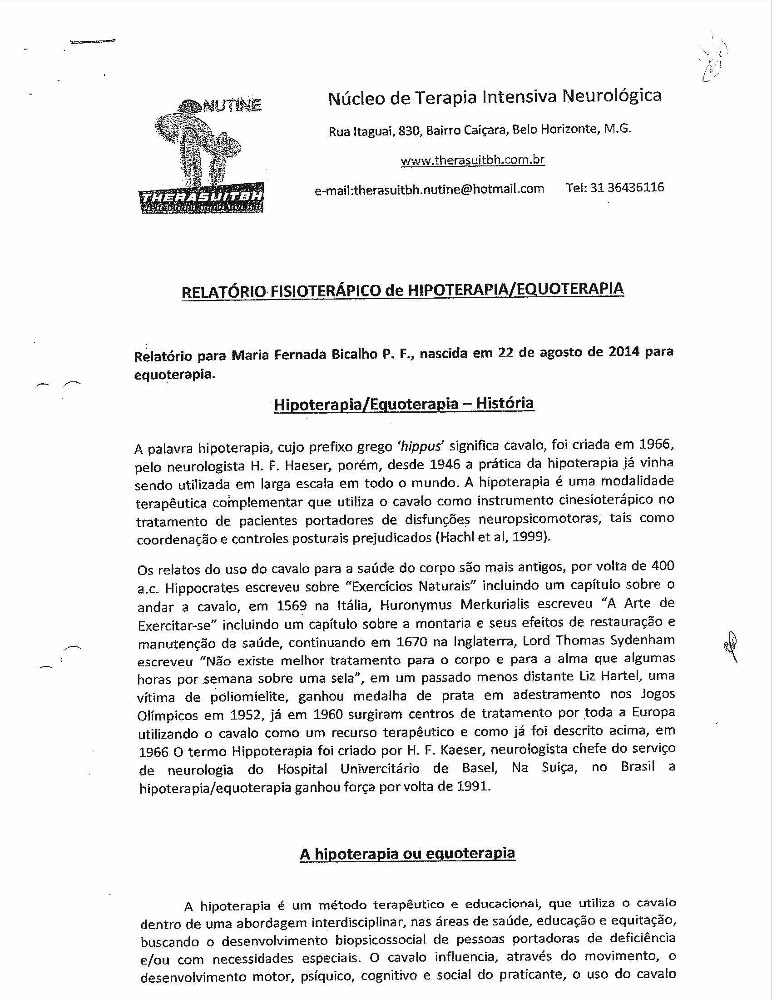 NUTINE
THERASUITBH
Núcleo de Terapia Intensiva Neurológica
Núcleo de Terapia Intensiva Neurológica
Rua Itaguai, 830, Bairro Caiçara, Belo Horizonte, M.G.
www.therasuitbh.com.br
e-mail:therasuitbh.nutine@hotmail.com Tel: 31 36436116
RELATÓRIO FISIOTERÁPICO de HIPOTERAPIA/EQUOTERAPIA
Relatório para Maria Fernada Bicalho P. F., nascida em 22 de agosto de 2014 para
equoterapia.
Hipoterapia/Equoterapia – História
A palavra hipoterapia, cujo prefixo grego ‘hippus’ significa cavalo, foi criada em 1966,
pelo neurologista H. F. Haeser, porém, desde 1946 a prática da hipoterapia já vinha
sendo utilizada em larga escala em todo o mundo. A hipoterapia é uma modalidade
terapêutica complementar que utiliza o cavalo como instrumento cinesioterápico no
tratamento de pacientes portadores de disfunções neuropsicomotoras, tais como
coordenação e controles posturais prejudicados (Hachl et al, 1999).
Os relatos do uso do cavalo para a saúde do corpo são mais antigos, por volta de 400
a.c. Hippocrates escreveu sobre “Exercícios Naturais” incluindo um capítulo sobre o
andar a cavalo, em 1569 na Itália, Huronymus Merkurialis escreveu “A Arte de
Exercitar-se” incluindo um capítulo sobre a montaria e seus efeitos de restauração e
manutenção da saúde, continuando em 1670 na Inglaterra, Lord Thomas Sydenham
escreveu “Não existe melhor tratamento para o corpo e para a alma que algumas
horas por semana sobre uma sela”, em um passado menos distante Liz Hartel, uma
vítima de poliomielite, ganhou medalha de prata em adestramento nos Jogos
Olímpicos em 1952, já em 1960 surgiram centros de tratamento por toda a Europa
utilizando o cavalo como um recurso terapêutico e como já foi descrito acima, em
1966 O termo Hippoterapia foi criado por H. F. Kaeser, neurologista chefe do serviço
de neurologia do Hospital Univercitário de Basel, Na Suiça, no Brasil a
hipoterapia/equoterapia ganhou força por volta de 1991.
A hipoterapia ou equoterapia
A hipoterapia é um método terapêutico e educacional, que utiliza o cavalo
dentro de uma abordagem interdisciplinar, nas áreas de saúde, educação e equitação,
buscando o desenvolvimento biopsicossocial de pessoas portadoras de deficiência
e/ou com necessidades especiais. O cavalo influencia, através do movimento, o
desenvolvimento motor, psíquico, cognitivo e social do praticante, o uso do cavalo